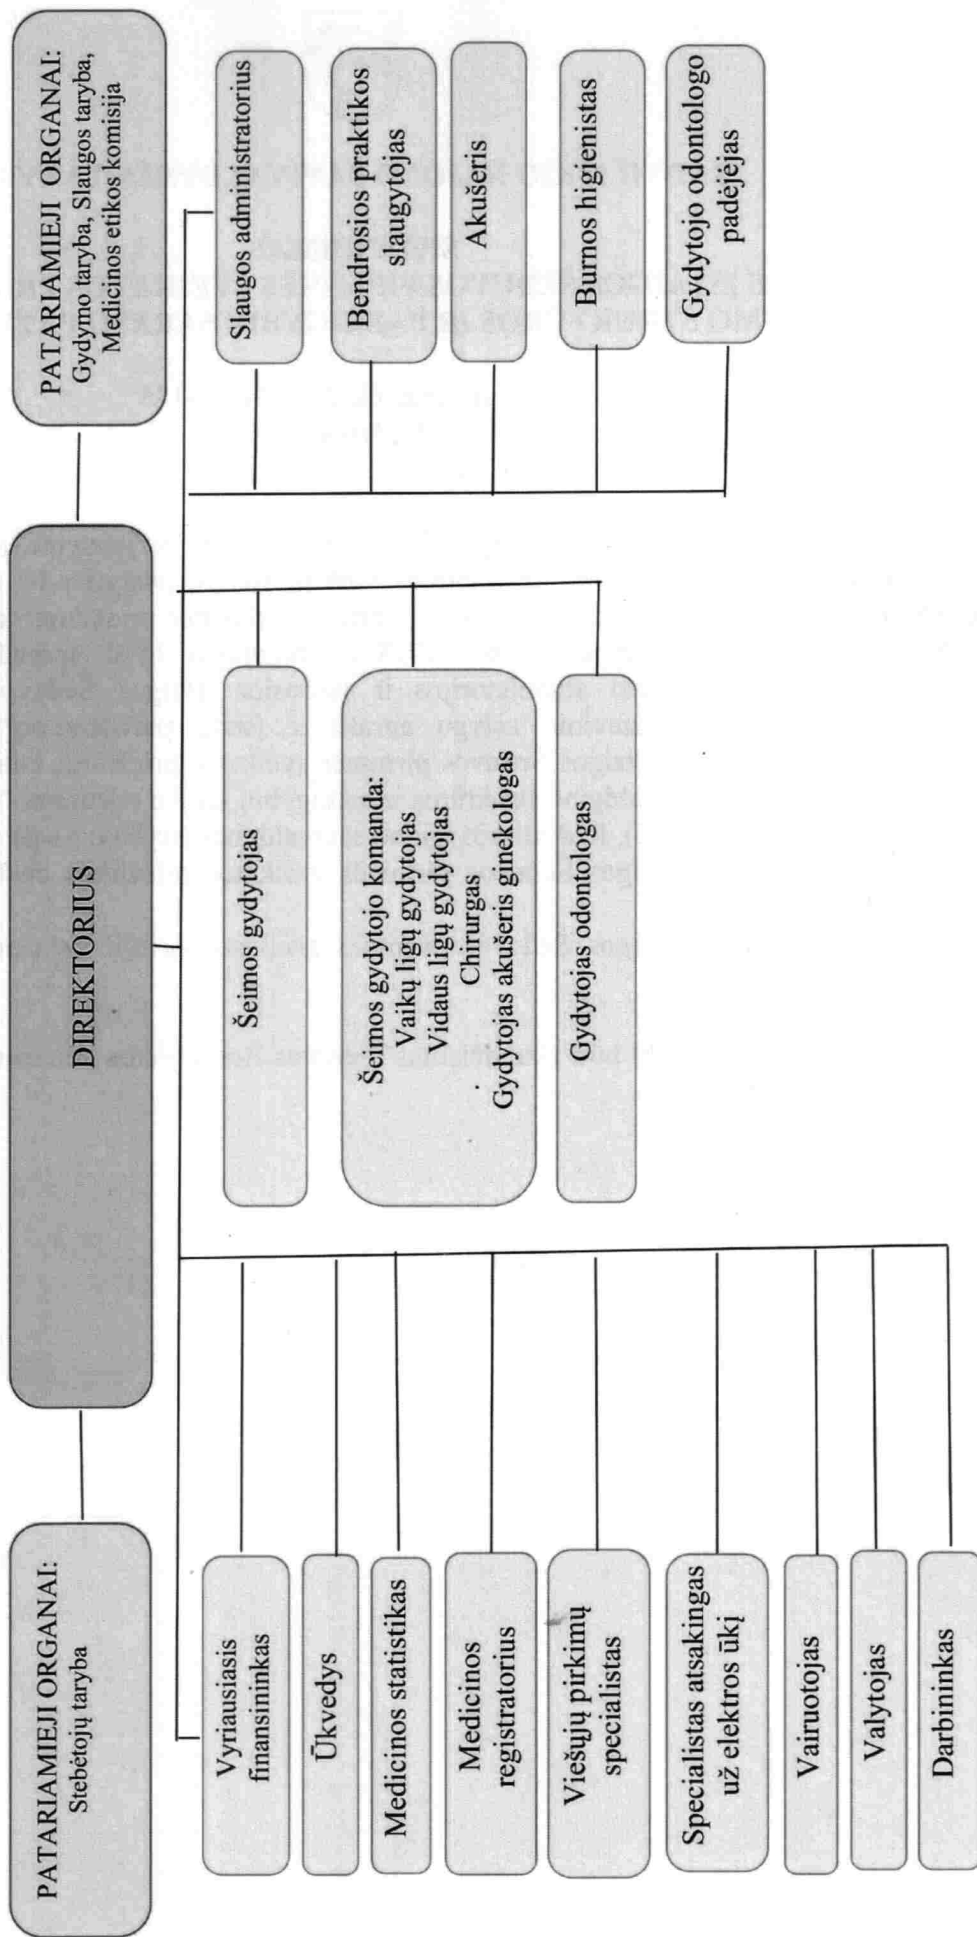 PATARIAMIEJI ORGANAI:
Stebėtojų taryba
DIREKTORIUS
PATARIAMIEJI ORGANAI:
Gydymo taryba, Slaugos taryba,
Medicinos etikos komisija
Vyriausiasis
finansininkas
Ūkvedys
Medicinos statistikas
Medicinos
registratorius
Viešųjų pirkimų
specialistas
Specialistas atsakingas
už elektros ūkį
Vairuotojas
Valytojas
Darbininkas
Šeimos gydytojas
Šeimos gydytojo komanda:
Vaikų ligų gydytojas
Vidaus ligų gydytojas
Chirurgas
Gydytojas akušeris ginekologas
Gydytojas odontologas
Slaugos administratorius
Bendrosios praktikos
slaugytojas
Akušeris
Burnos higienistas
Gydytojo odontologo
padėjėjas